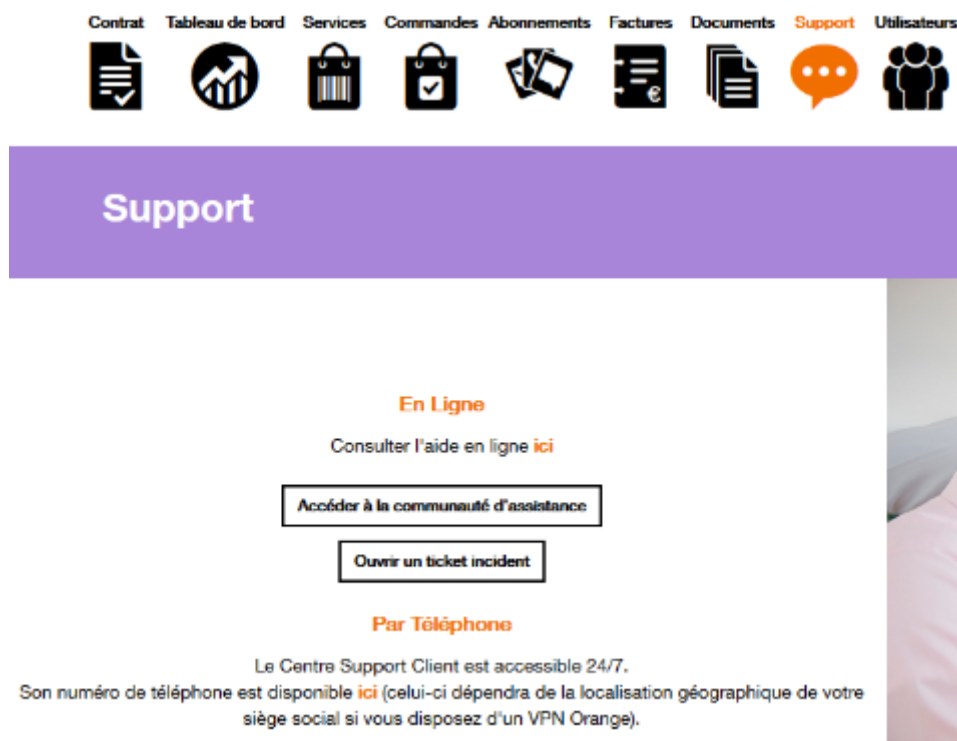 Contrat Tableau de bord Services Commandes Abonnements Factures Documents Support Utilisateurs
Support
En Ligne
Consulter l'aide en ligne ici
Accéder à la communauté d'assistance
Ouvrir un ticket incident
Par Téléphone
Le Centre Support Client est accessible 24/7.
Son numéro de téléphone est disponible ici (celui-ci dépendra de la localisation géographique de votre
siège social si vous disposez d'un VPN Orange).